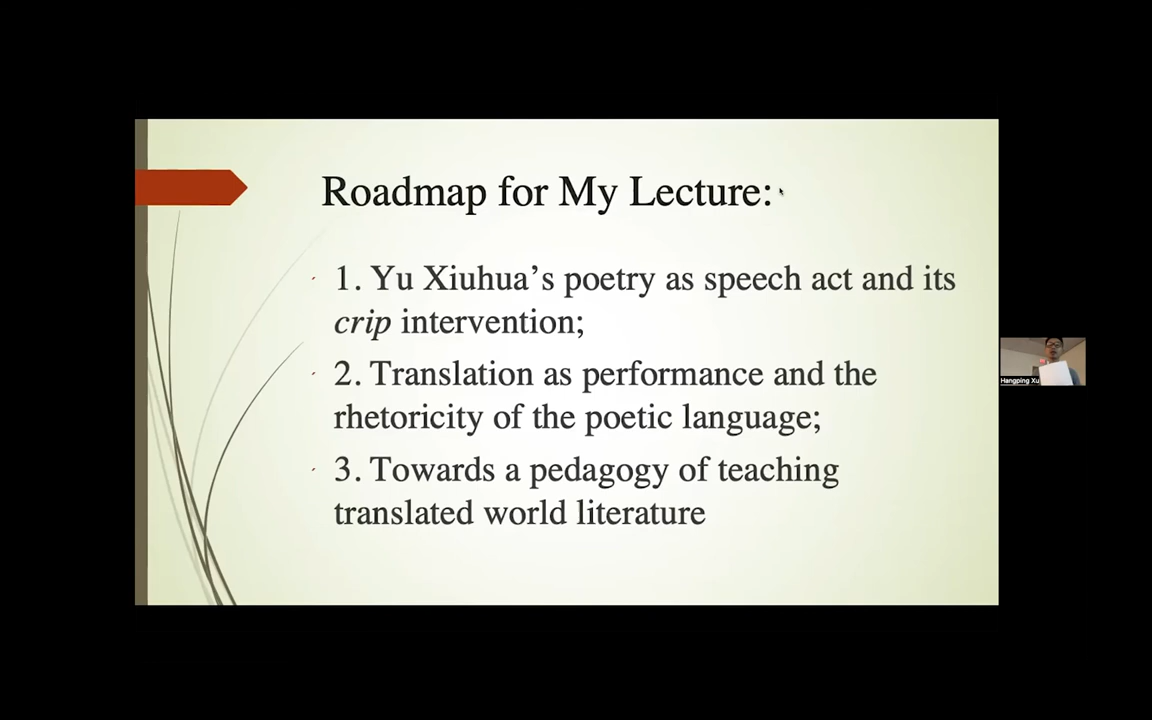 Roadmap for My Lecture:
1. Yu Xiuhua’s poetry as speech act and its
crip intervention;
2. Translation as performance and the
rhetoricity of the poetic language;
3. Towards a pedagogy of teaching
translated world literature
Hangping Xu